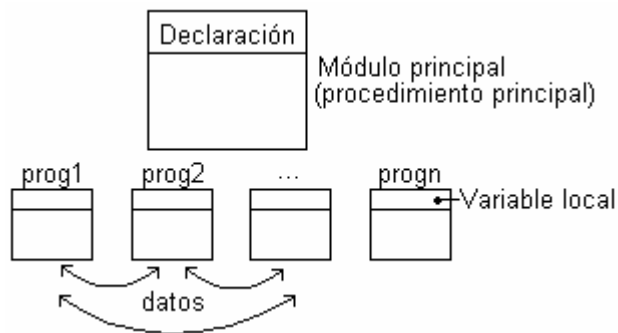 Declaración
Módulo principal
(procedimiento principal)
prog1 prog2 ... progn
Variable local
datos